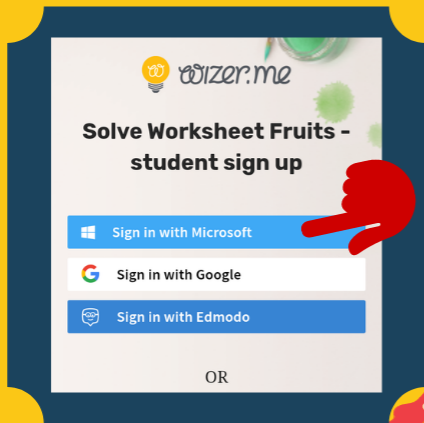 wizer.me
Solve Worksheet Fruits -
student sign up
Sign in with Microsoft
Sign in with Google
Sign in with Edmodo
OR